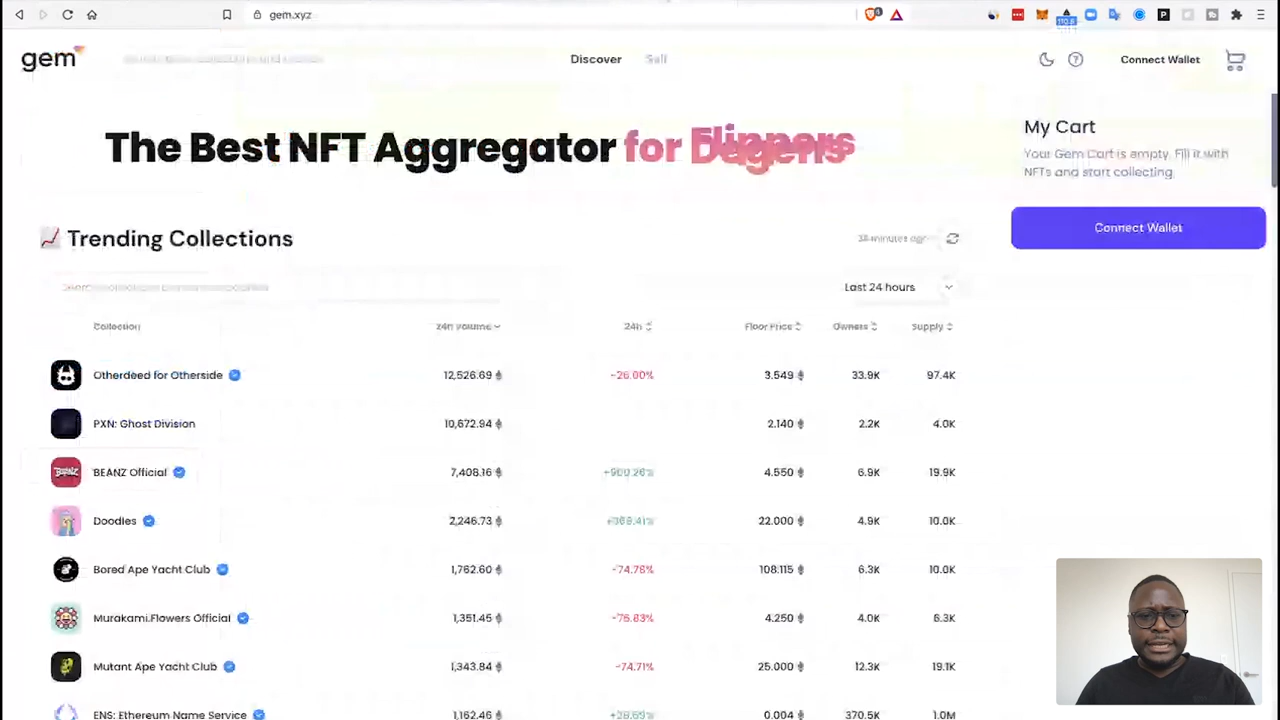 gem.xyz
gem
Discover
Sell
Connect Wallet
The Best NFT Aggregator for
My Cart
Your Gem Cart is empty. Fill it with
NFTs and start collecting.
Connect Wallet
Trending Collections
Last 24 hours
Collection 24h Volume 24h Floor Price Owners Supply
Otherdeed for Otherside 12,526.69 -26.00% 3.549 33.9K 97.4K
PXN: Ghost Division 10,672.94 2.140 2.2K 4.0K
BEANZ Official 7,408.16 4.550 6.9K 19.9K
Doodles 2,246.73 22.000 4.9K 10.0K
Bored Ape Yacht Club 1,762.60 -74.76% 108.115 6.3K 10.0K
Murakami.Flowers Official 1,351.45 4.250 4.0K
Mutant Ape Yacht Club 1,343.84 -74.71% 25.000 12.3K 19.1K
ENS: Ethereum Name Service 1,162.46 0.004 370.5K 1.0M